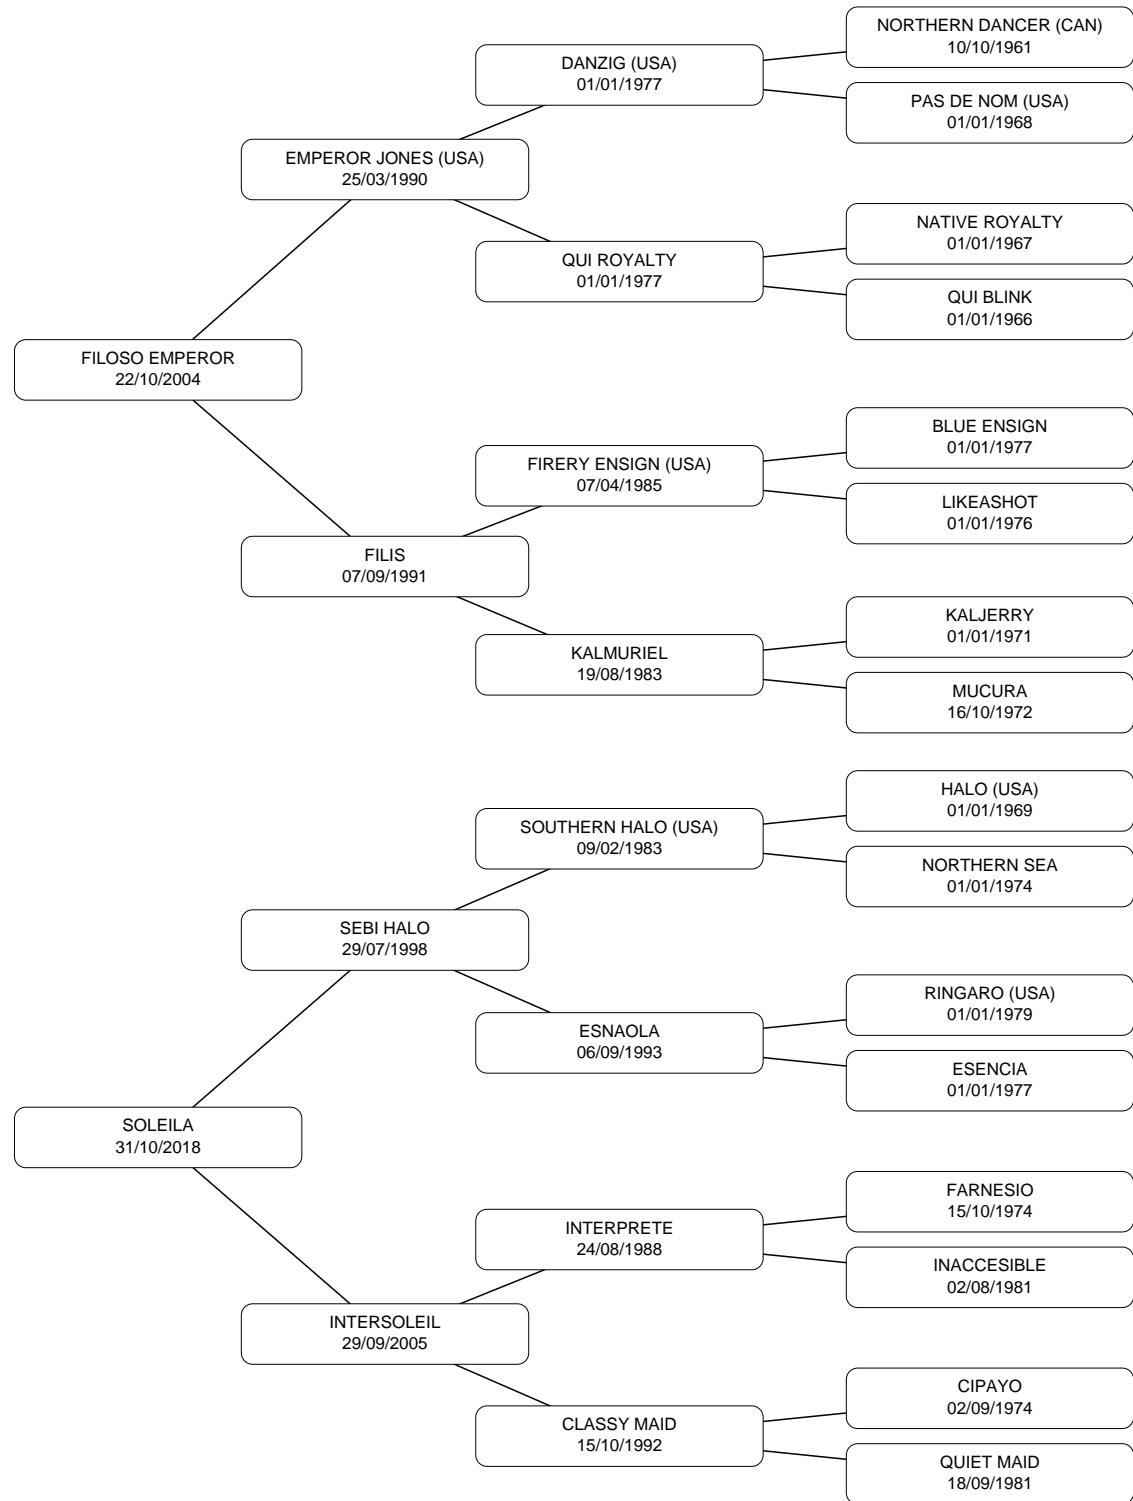 NORTHERN DANCER (CAN)
10/10/1961
DANZIG (USA)
01/01/1977
PAS DE NOM (USA)
01/01/1968
EMPEROR JONES (USA)
25/03/1990
NATIVE ROYALTY
01/01/1967
QUI ROYALTY
01/01/1977
QUI BLINK
01/01/1966
FILOSO EMPEROR
22/10/2004
BLUE ENSIGN
01/01/1977
FIRERY ENSIGN (USA)
07/04/1985
LIKEASHOT
01/01/1976
FILIS
07/09/1991
KALJERRY
01/01/1971
KALMURIEL
19/08/1983
MUCURA
16/10/1972
HALO (USA)
01/01/1969
SOUTHERN HALO (USA)
09/02/1983
NORTHERN SEA
01/01/1974
SEBI HALO
29/07/1998
RINGARO (USA)
01/01/1979
ESNAOLA
06/09/1993
ESENCIA
01/01/1977
SOLEILA
31/10/2018
FARNESIO
15/10/1974
INTERPRETE
24/08/1988
INACCESIBLE
02/08/1981
INTERSOLEIL
29/09/2005
CIPAYO
02/09/1974
CLASSY MAID
15/10/1992
QUIET MAID
18/09/1981